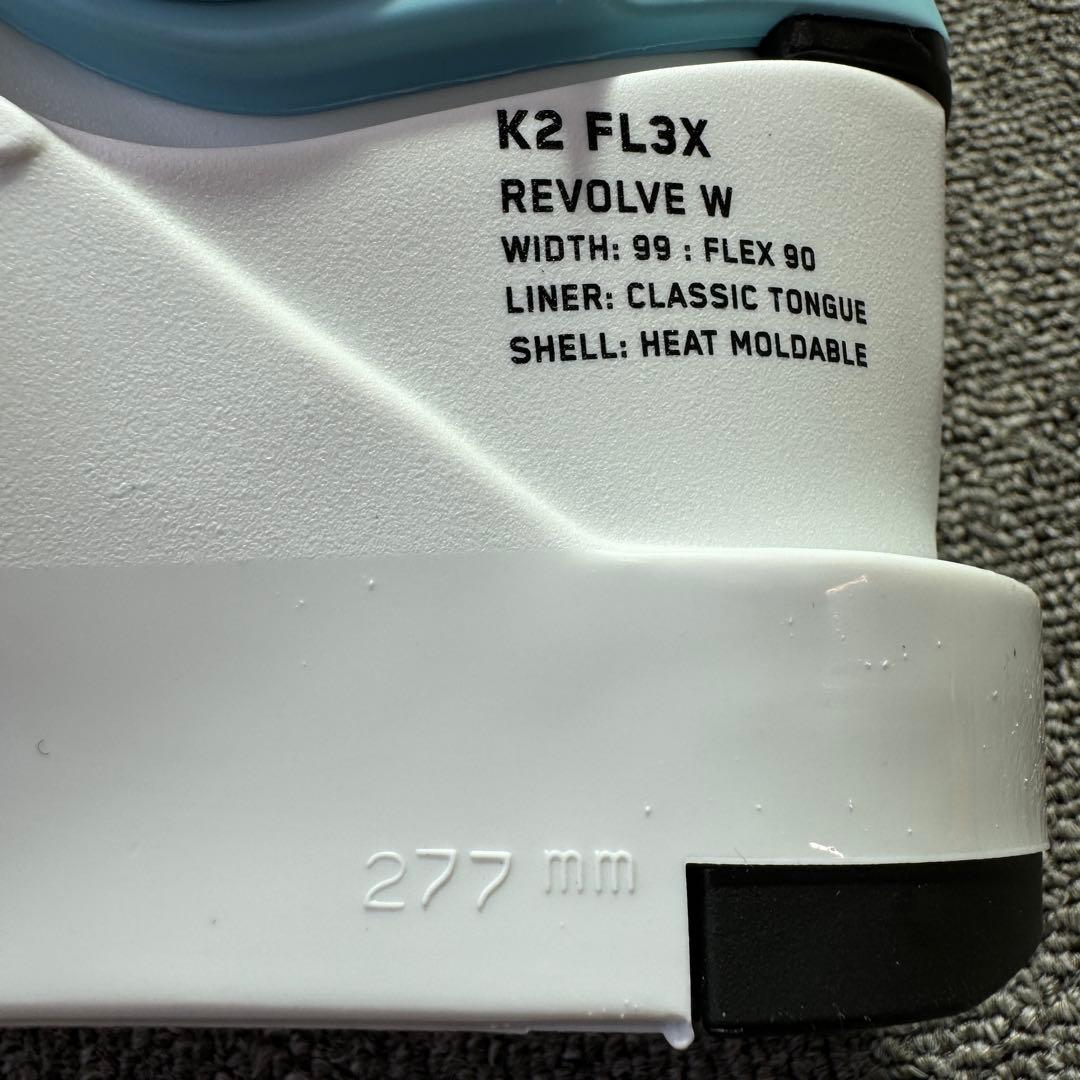 K2 FL3X
REVOLVE W
WIDTH: 99 : FLEX 90
LINER: CLASSIC TONGUE
SHELL: HEAT MOLDABLE
277 mm